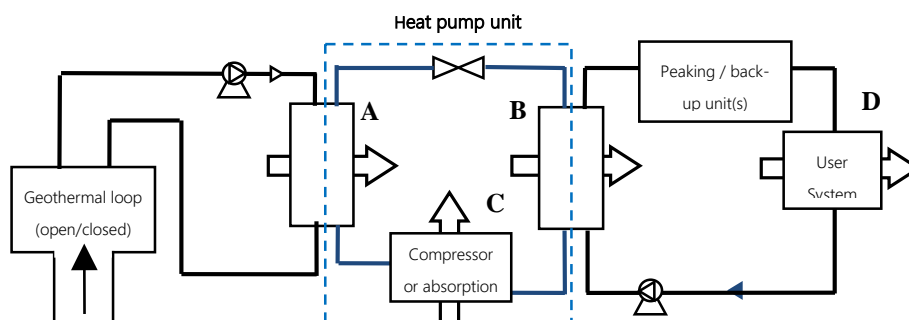 Heat pump unit
Peaking / back-
up unit(s)
A
B
D
User
System
Geothermal loop
(open/closed)
C
Compressor
or absorption